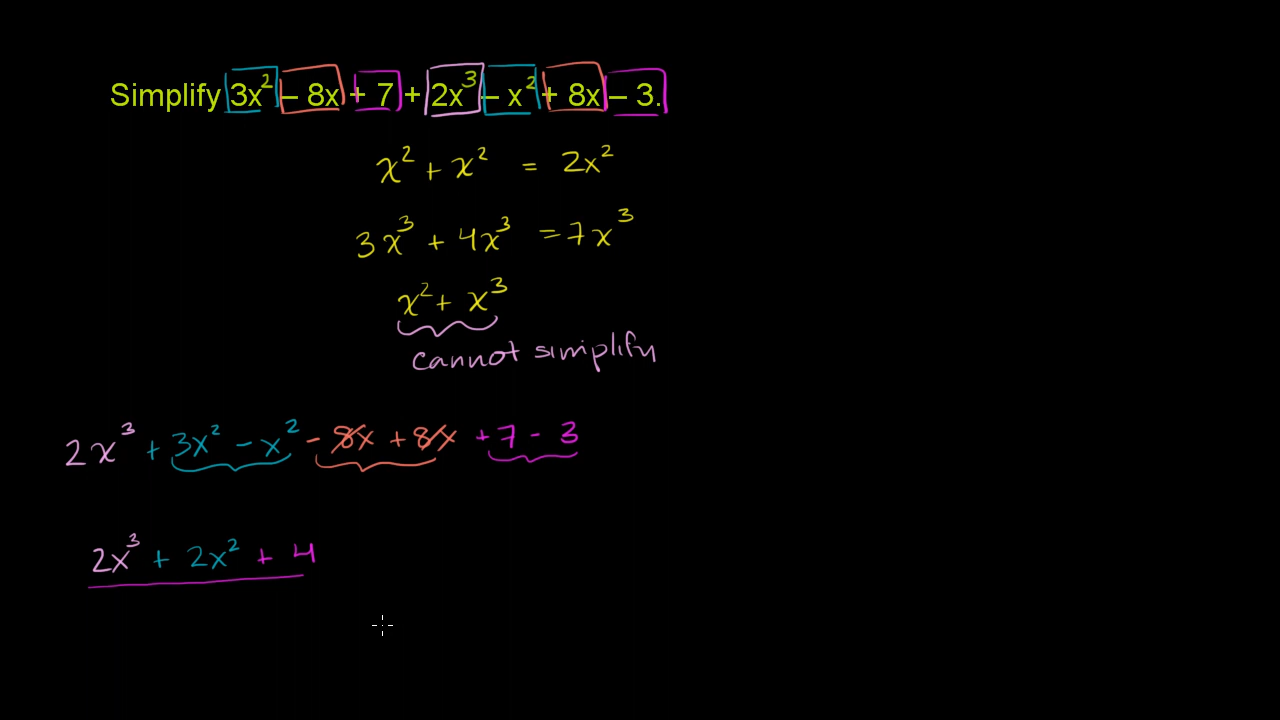 Simplify 3x² – 8x + 7 + 2x³ – x² + 8x – 3.
x² + x² = 2x²
3x³ + 4x³ = 7x³
x² + x³
cannot simplify
2x³ + 3x² - x² - 8x + 8x + 7 - 3
2x³ + 2x² + 4